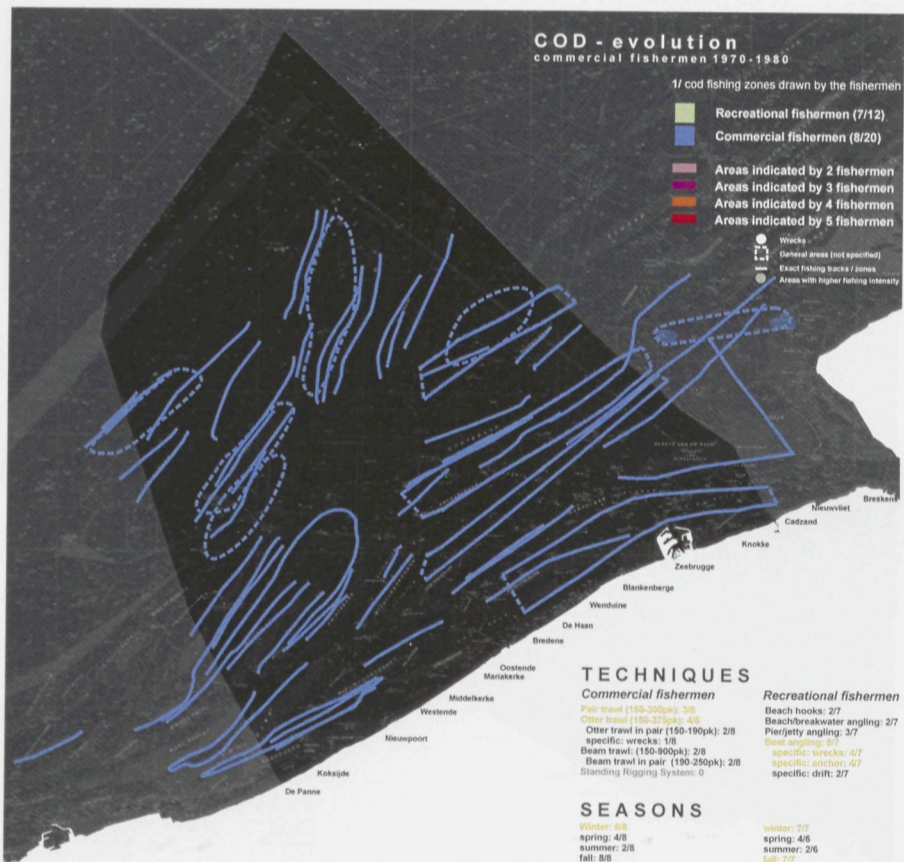 COD - evolution
commercial fishermen 1970-1980
1/ cod fishing zones drawn by the fishermen
Recreational fishermen (7/12)
Commercial fishermen (8/20)
Areas indicated by 2 fishermen
Areas indicated by 3 fishermen
Areas indicated by 4 fishermen
Areas indicated by 5 fishermen
Wrecks
General areas (not specified)
Exact fishing tracks / zones
Areas with higher fishing intensity
Breskens
Nieuwvliet
Cadzand
Knokke
Zeebrugge
Blankenberge
Wenduine
De Haan
Bredene
Oostende
Mariakerke
Middelkerke
Westende
Nieuwpoort
Koksijde
De Panne
TECHNIQUES
Commercial fishermen
Pair trawl (150-300pk): 3/8
Otter trawl (150-375pk): 4/8
Otter trawl in pair (150-190pk): 2/8
specific: wrecks: 1/8
Beam trawl: (150-900pk): 2/8
Beam trawl in pair (190-250pk): 2/8
Standing Rigging System: 0
Recreational fishermen
Beach hooks: 2/7
Beach/breakwater angling: 2/7
Pier/jetty angling: 3/7
Boat angling: 6/7
specific: wrecks: 4/7
specific: anchor: 4/7
specific: drift: 2/7
SEASONS
Winter: 8/8
spring: 4/8
summer: 2/8
fall: 8/8
winter: 7/7
spring: 4/6
summer: 2/6
fall: 7/7